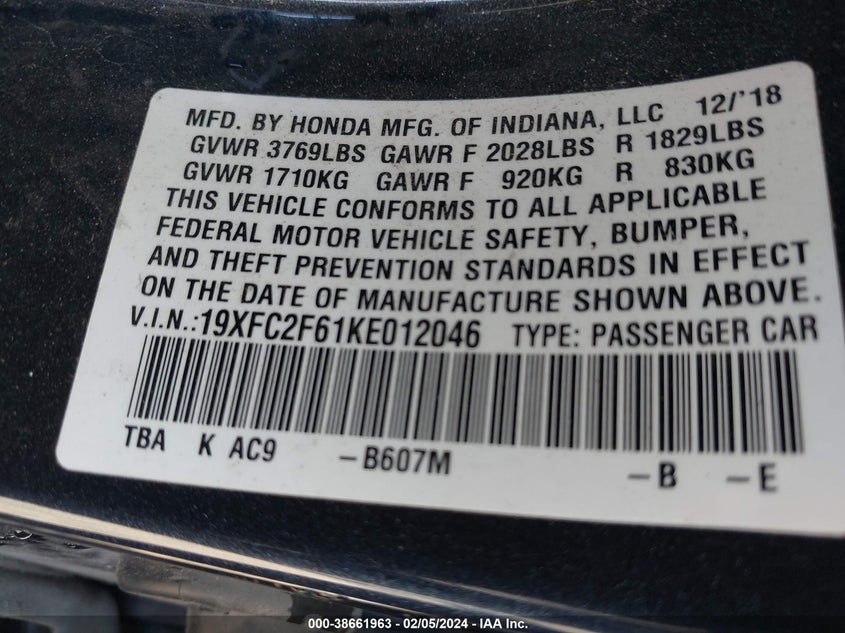 MFD. BY HONDA MFG. OF INDIANA, LLC 12/'18
GVWR 3769LBS GAWR F 2028LBS R 1829LBS
GVWR 1710KG GAWR F 920KG R 830KG
THIS VEHICLE CONFORMS TO ALL APPLICABLE
FEDERAL MOTOR VEHICLE SAFETY, BUMPER,
AND THEFT PREVENTION STANDARDS IN EFFECT
ON THE DATE OF MANUFACTURE SHOWN ABOVE.
V.I.N.:19XFC2F61KE012046 TYPE: PASSENGER CAR
TBA K AC9 -B607M -B -E
000-38661963 - 02/05/2024 - IAA Inc.